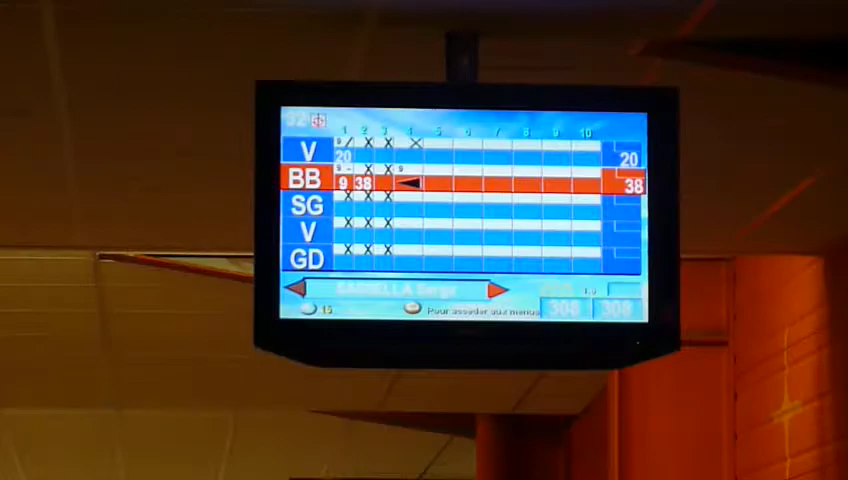 1 2 3 4 5 6 7 8 9 10
V 9 / X X X
20 20
BB 9 - X X 9
9 38 38
SG X X X
V X X X
GD X X X
15 Pour accéder aux menus 308 308